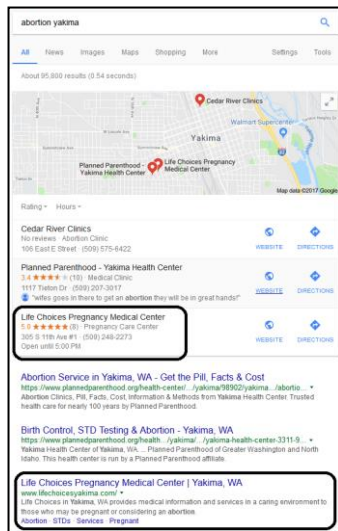 abortion yakima
All News Images Maps Shopping More Settings Tools
About 95,800 results (0.54 seconds)
Cedar River Clinics
Walmart Supercenter
Yakima
Planned Parenthood -
Yakima Health Center
Life Choices Pregnancy
Medical Center
Map data ©2017 Google
Rating Hours
Cedar River Clinics
No reviews · Abortion Clinic
106 East E Street · (509) 575-6422
WEBSITE DIRECTIONS
Planned Parenthood - Yakima Health Center
3.4 ★★★★★ (10) · Medical Clinic
1117 Tieton Dr · (509) 207-3017
"wifes goes in there to get an abortion they will be in great hands!"
WEBSITE DIRECTIONS
Life Choices Pregnancy Medical Center
5.0 ★★★★★ (8) · Pregnancy Care Center
305 S 11th Ave #1 · (509) 248-2273
Open until 5:00 PM
WEBSITE DIRECTIONS
Abortion Service in Yakima, WA - Get the Pill, Facts & Cost
https://www.plannedparenthood.org/health-center/.../yakima/98902/yakima.../abortio...
Abortion Clinics, Pill, Facts, Cost, Information & Methods from Yakima Health Center. Trusted
health care for nearly 100 years by Planned Parenthood.
Birth Control, STD Testing & Abortion - Yakima, WA
https://www.plannedparenthood.org/health.../yakima/.../yakima-health-center-3311-9...
Yakima Health Center of Yakima, WA. ... Planned Parenthood of Greater Washington and North
Idaho. This health center is run by a Planned Parenthood affiliate.
Life Choices Pregnancy Medical Center | Yakima, WA
www.lifechoicesyakima.com/
Life Choices in Yakima, WA provides medical information and services in a caring environment to
those who may be pregnant or considering an abortion.
Abortion · STDs · Services · Pregnant